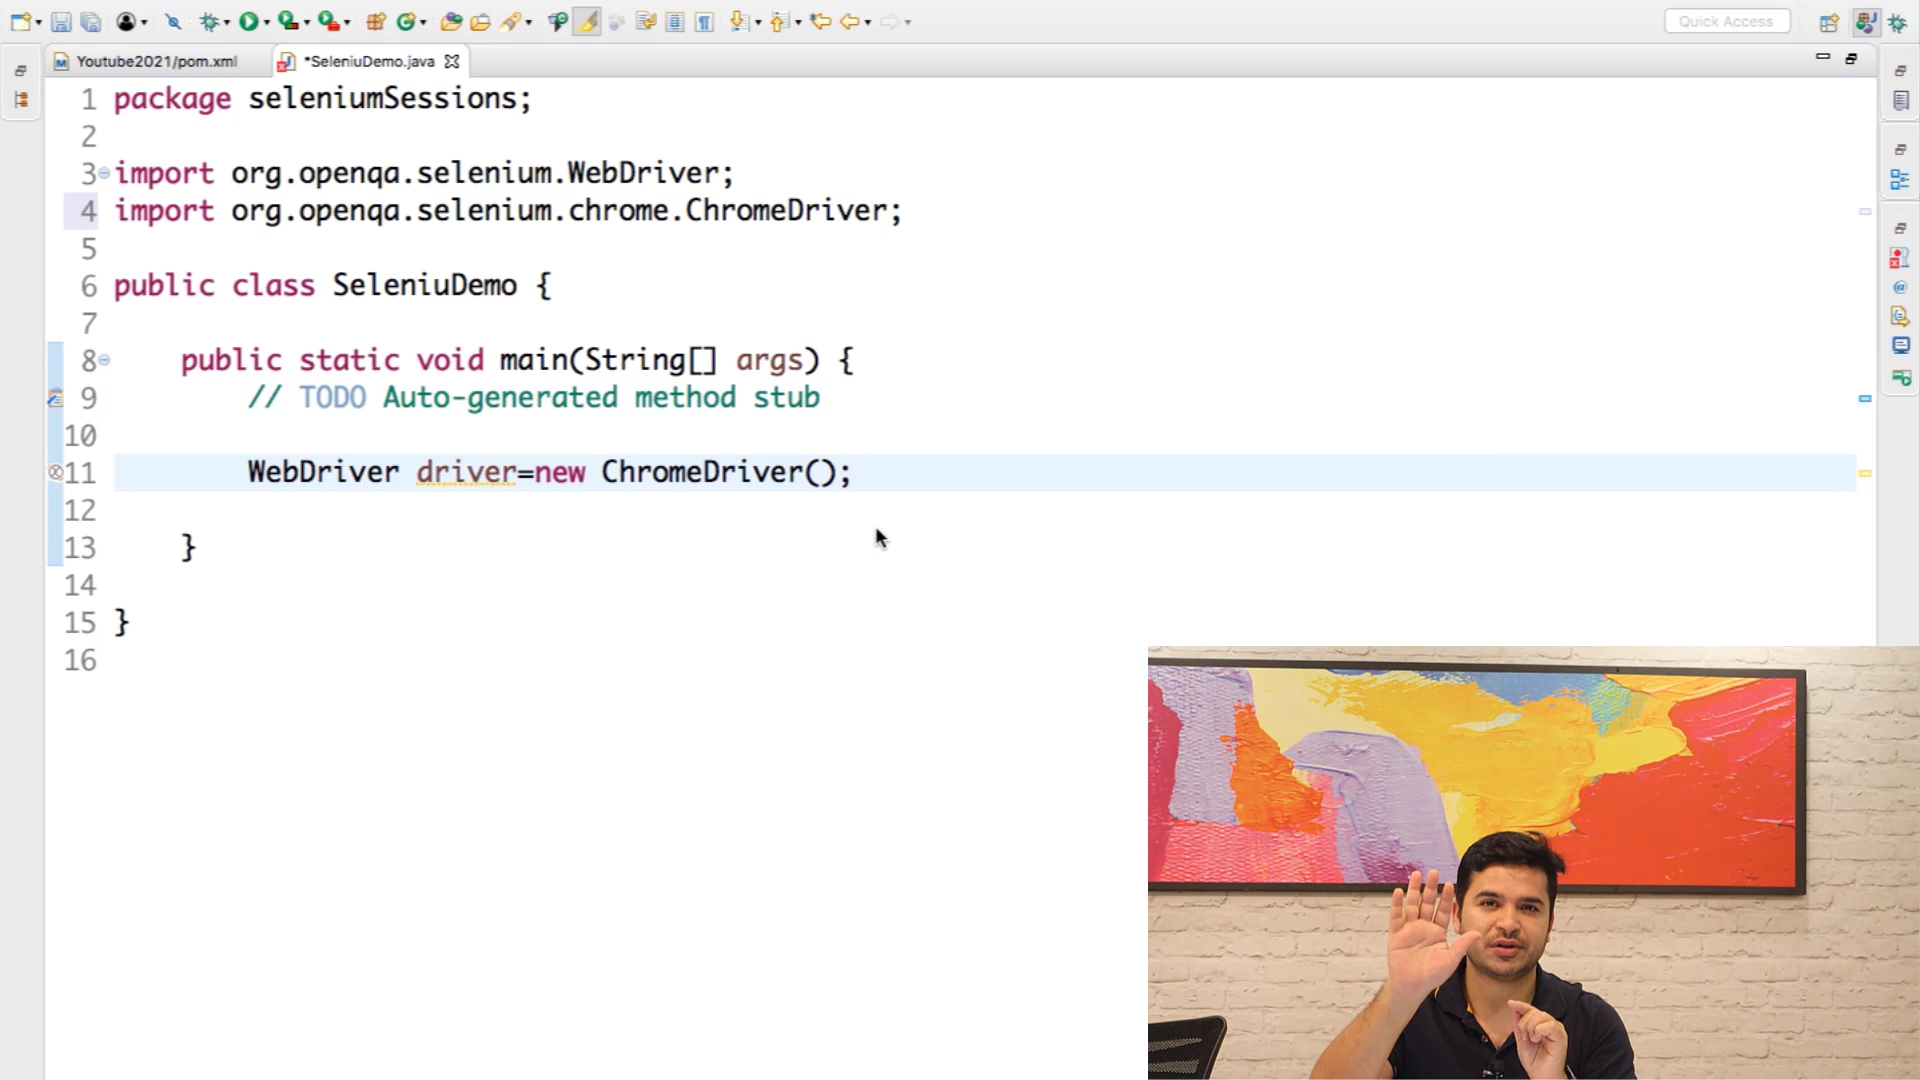 Quick Access
Youtube2021/pom.xml
*SeleniuDemo.java
1 package seleniumSessions;
2
3 import org.openqa.selenium.WebDriver;
4 import org.openqa.selenium.chrome.ChromeDriver;
5
6 public class SeleniuDemo {
7
8 public static void main(String[] args) {
9 // TODO Auto-generated method stub
10
11 WebDriver driver=new ChromeDriver();
12
13 }
14
15 }
16